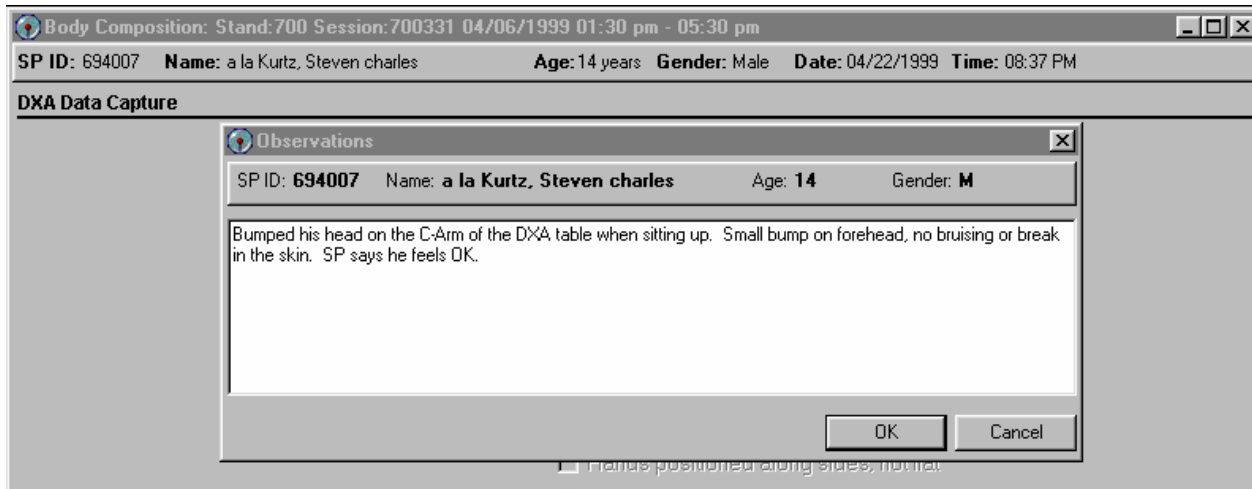 Body Composition: Stand:700 Session:700331 04/06/1999 01:30 pm - 05:30 pm
SP ID: 694007 Name: a la Kurtz, Steven charles Age: 14 years Gender: Male Date: 04/22/1999 Time: 08:37 PM
DXA Data Capture
Observations
SP ID: 694007 Name: a la Kurtz, Steven charles Age: 14 Gender: M
Bumped his head on the C-Arm of the DXA table when sitting up. Small bump on forehead, no bruising or break
in the skin. SP says he feels OK.
OK Cancel
Hands positioned along sides, not flat